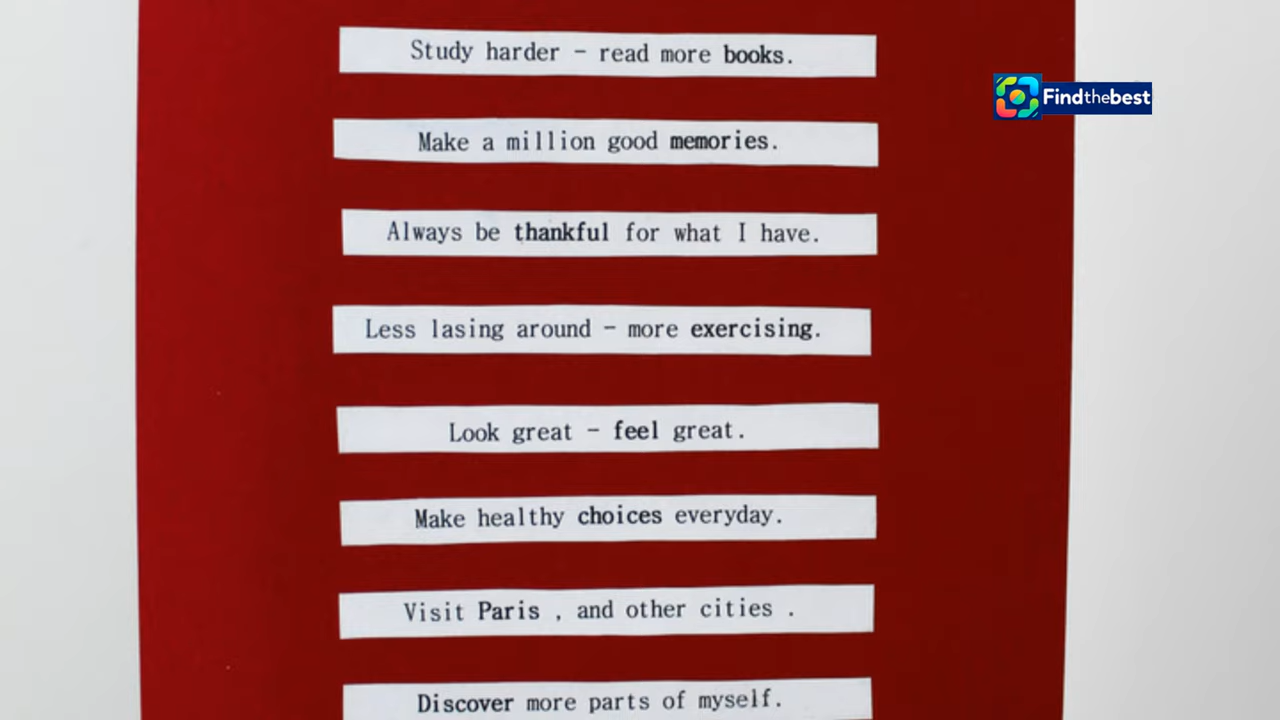 Study harder - read more books.
Findthebest
Make a million good memories.
Always be thankful for what I have.
Less lasing around - more exercising.
Look great - feel great.
Make healthy choices everyday.
Visit Paris , and other cities .
Discover more parts of myself.